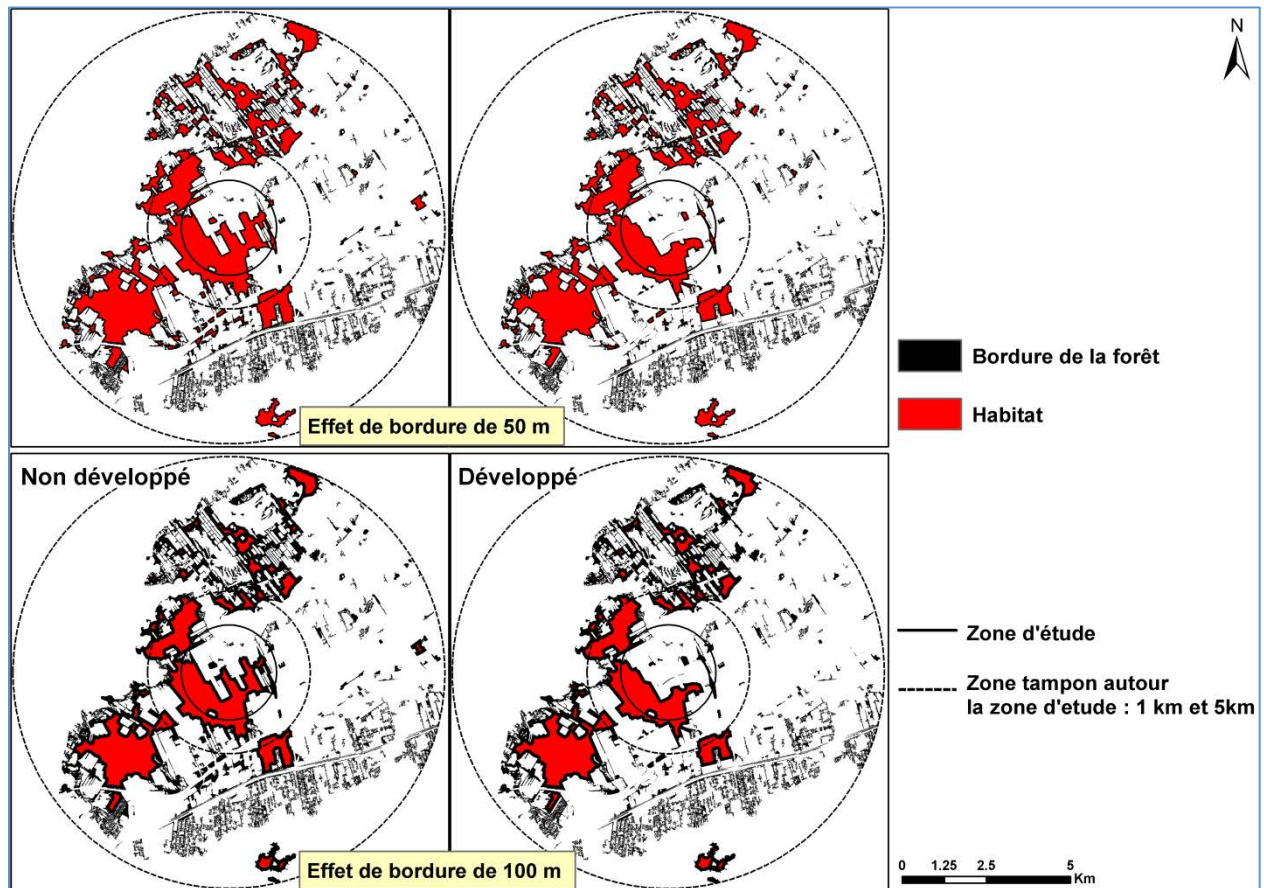 N
Effet de bordure de 50 m
Non développé
Développé
Effet de bordure de 100 m
Bordure de la forêt
Habitat
Zone d'étude
Zone tampon autour
la zone d'etude : 1 km et 5km
0 1.25 2.5 5
Km